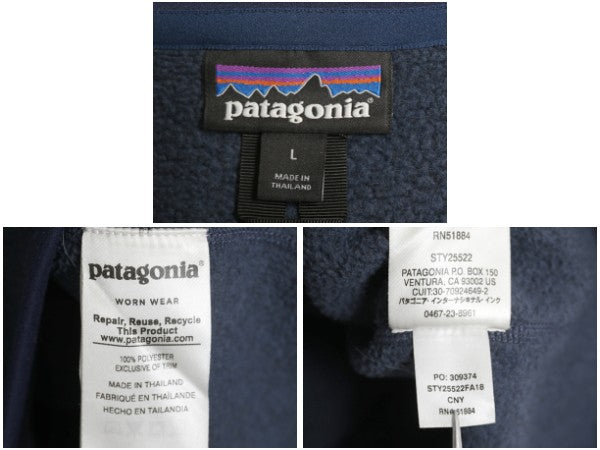 patagonia®
L
MADE IN
THAILAND
patagonia®
WORN WEAR
Repair, Reuse, Recycle
This Product
www.patagonia.com
100% POLYESTER
EXCLUSIVE OF TRIM
MADE IN THAILAND
FABRIQUÉ EN THAÏLANDE
HECHO EN TAILANDIA
RN51884
STY25522
PATAGONIA P.O. BOX 150
VENTURA, CA 93002 US
CUIT:30-70924649-2
パタゴニア・インターナショナル・インク
0467-23-8961
PO: 309374
STY25522FA18
CNY
RN# 51884